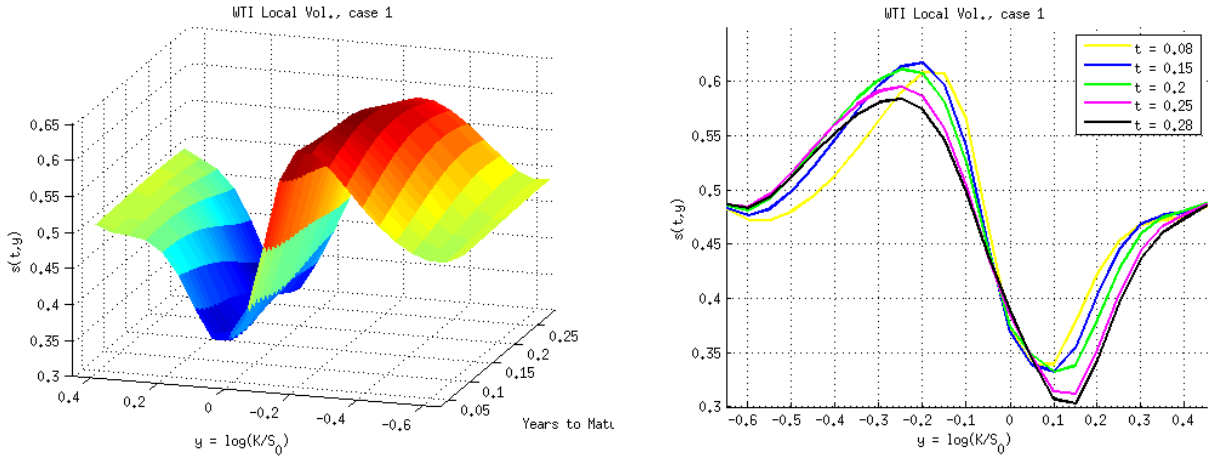 WTI Local Vol., case 1
0.65
0.6
0.55
0.5
0.45
0.4
0.35
0.3
s(t,y)
0.4
0.2
0
-0.2
-0.4
-0.6
y = log(K/S0)
0.05
0.1
0.15
0.2
0.25
Years to Matu
WTI Local Vol., case 1
t = 0.08
t = 0.15
t = 0.2
t = 0.25
t = 0.28
0.6
0.55
0.5
0.45
0.4
0.35
0.3
s(t,y)
-0.6 -0.5 -0.4 -0.3 -0.2 -0.1 0 0.1 0.2 0.3 0.4
y = log(K/S0)